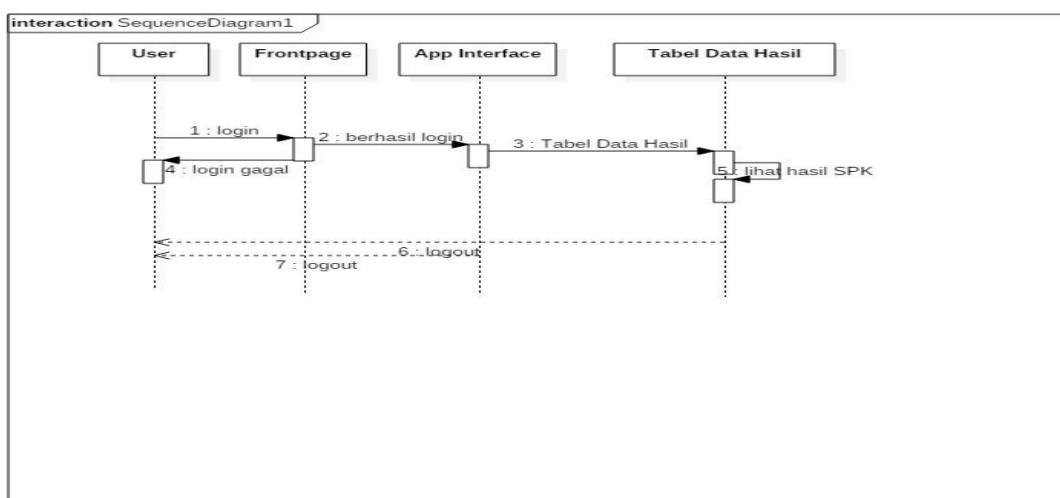 interaction SequenceDiagram1
User
Frontpage
App Interface
Tabel Data Hasil
1 : login
2 : berhasil login
3 : Tabel Data Hasil
4 : login gagal
5 : lihat hasil SPK
6 : logout
7 : logout